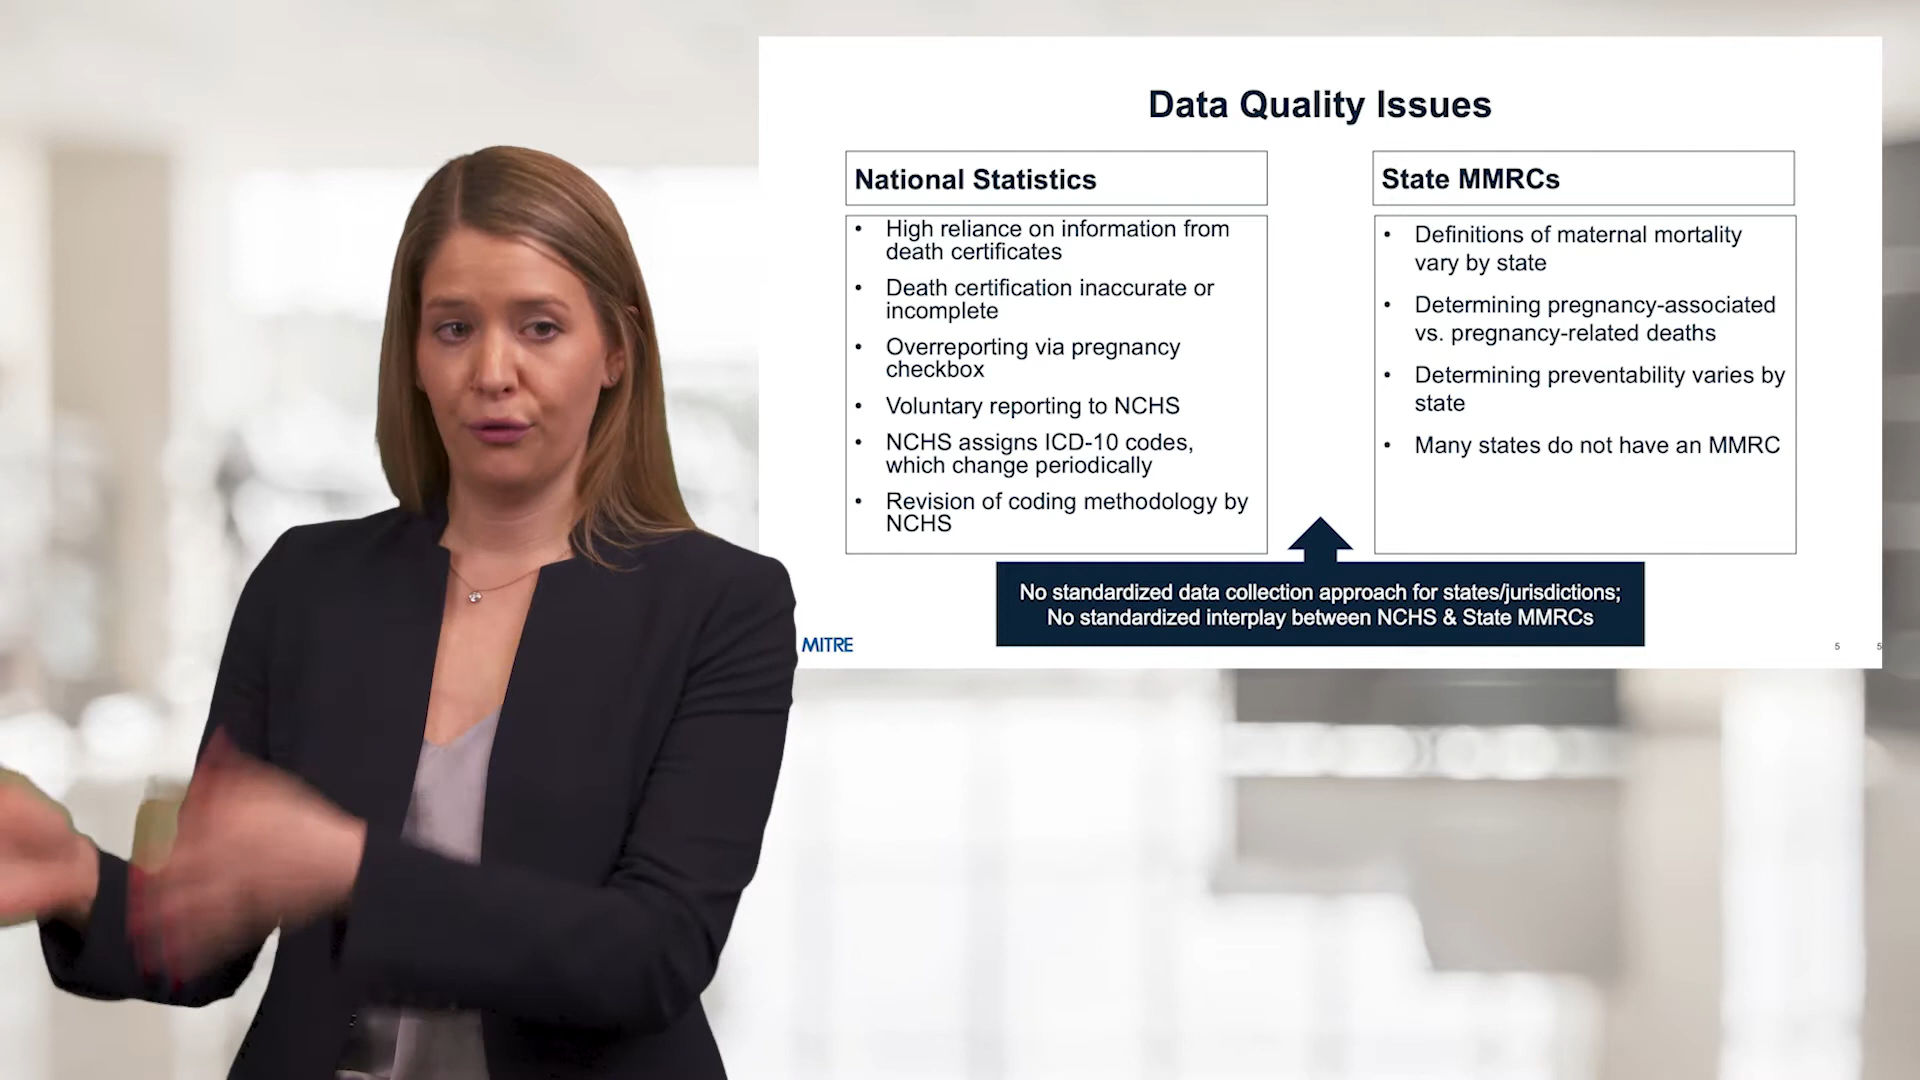 Data Quality Issues
National Statistics
• High reliance on information from
death certificates
• Death certification inaccurate or
incomplete
• Overreporting via pregnancy
checkbox
• Voluntary reporting to NCHS
• NCHS assigns ICD-10 codes,
which change periodically
• Revision of coding methodology by
NCHS
State MMRCs
• Definitions of maternal mortality
vary by state
• Determining pregnancy-associated
vs. pregnancy-related deaths
• Determining preventability varies by
state
• Many states do not have an MMRC
No standardized data collection approach for states/jurisdictions;
No standardized interplay between NCHS & State MMRCs
MITRE
5 5